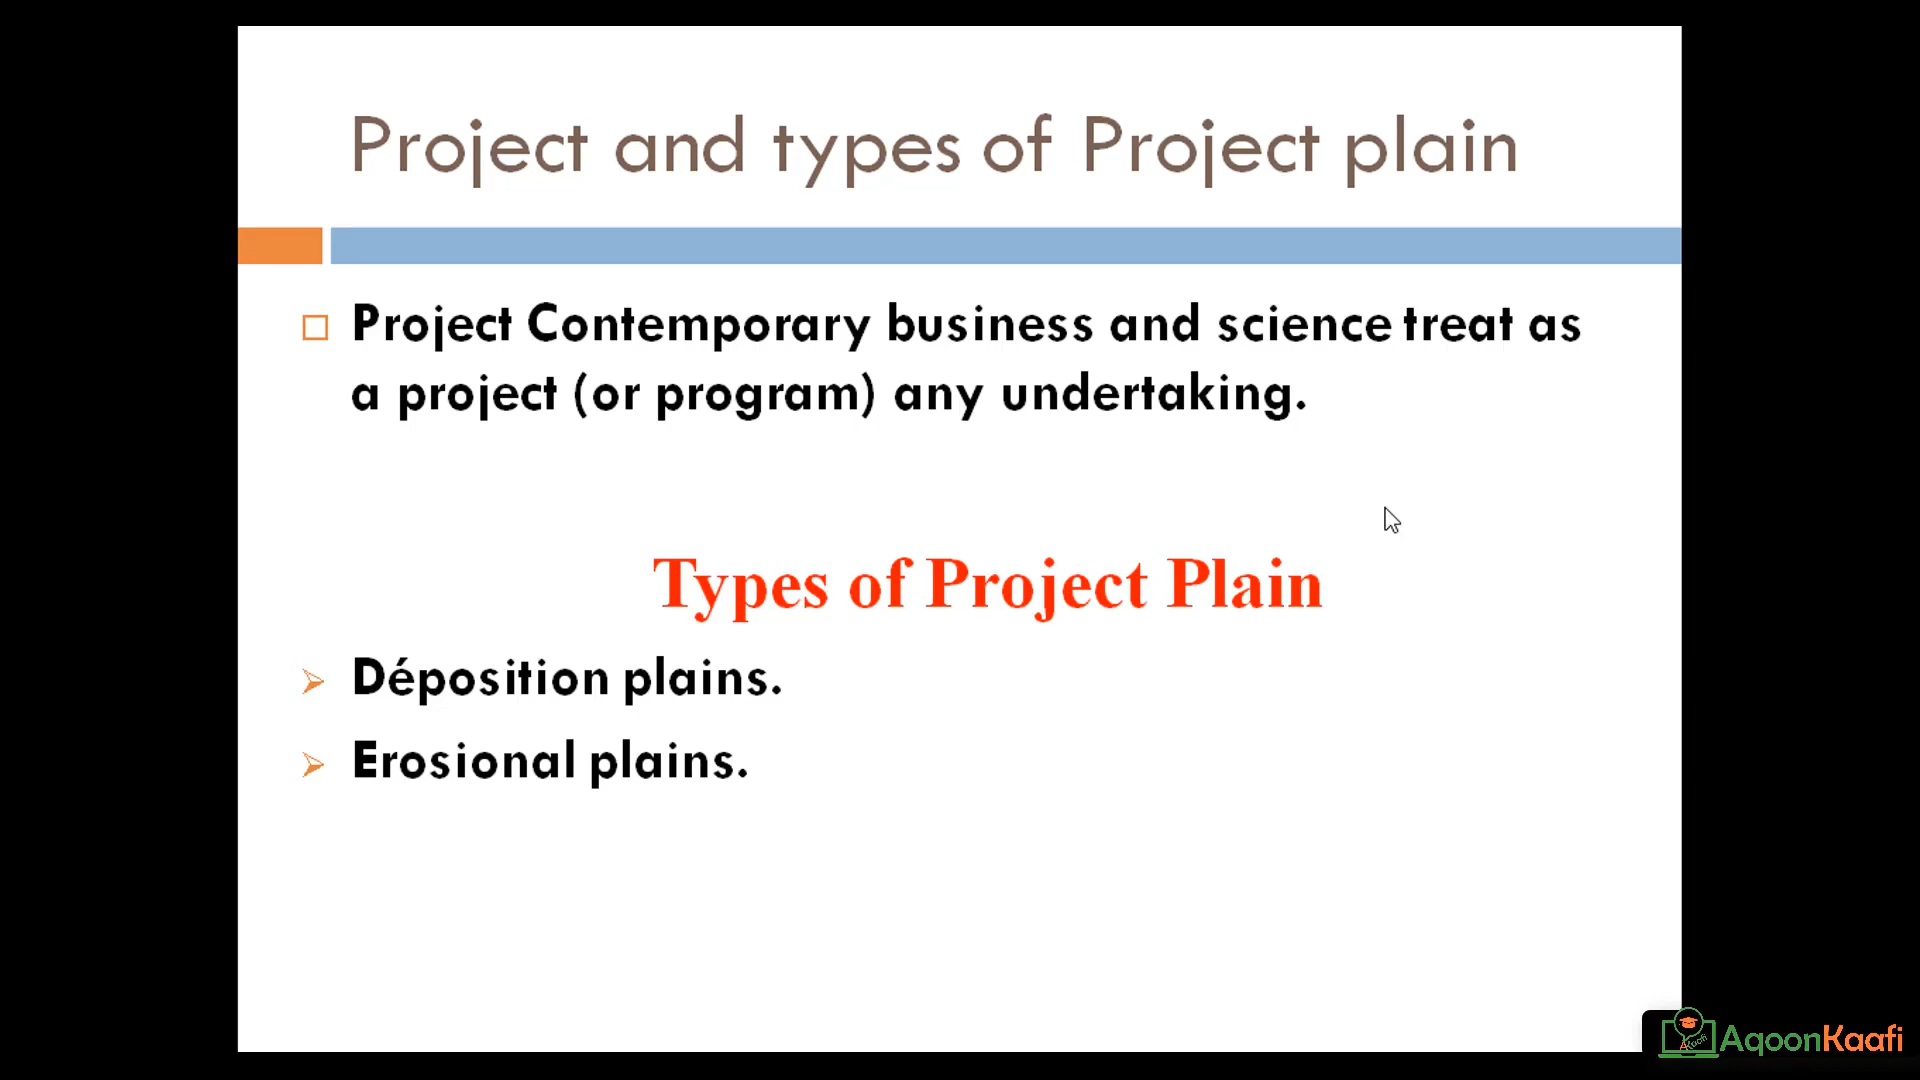 Project and types of Project plain
Project Contemporary business and science treat as
a project (or program) any undertaking.
Types of Project Plain
Déposition plains.
Erosional plains.
AqoonKaafi